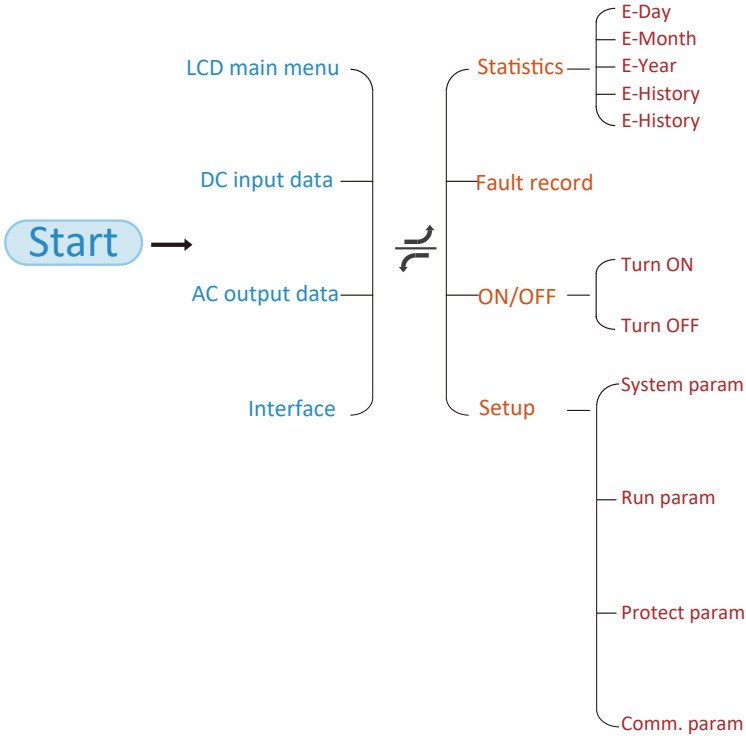 Start
LCD main menu
DC input data
AC output data
Interface
Statistics
E-Day
E-Month
E-Year
E-History
E-History
Fault record
ON/OFF
Turn ON
Turn OFF
Setup
System param
Run param
Protect param
Comm. param